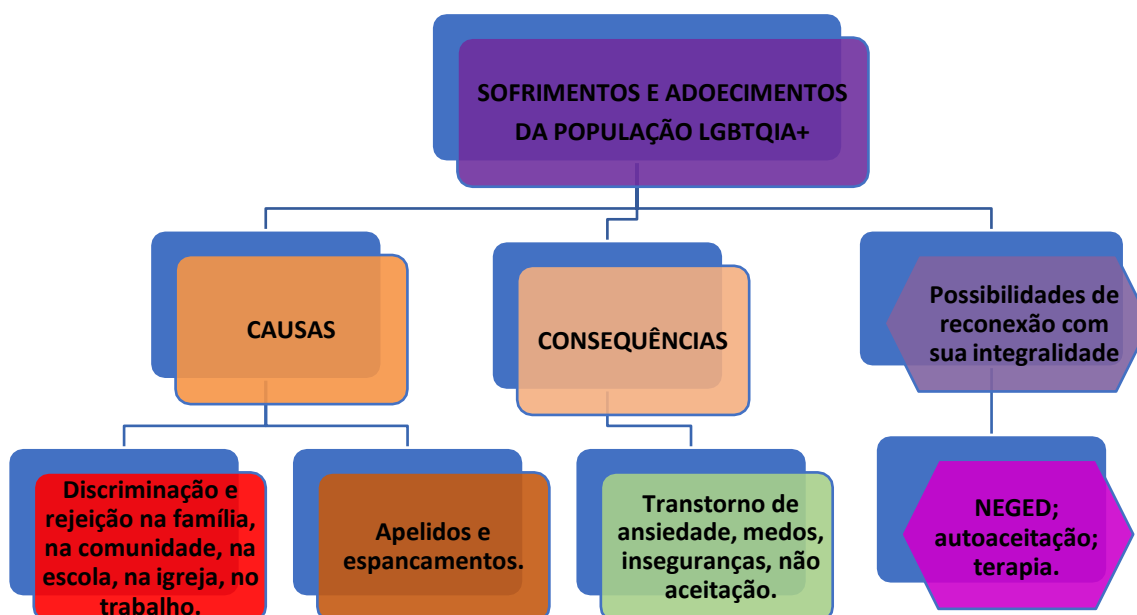 SOFRIMENTOS E ADOECIMENTOS
DA POPULAÇÃO LGBTQIA+
CAUSAS
CONSEQUÊNCIAS
Possibilidades de
reconexão com
sua integralidade
Discriminação e
rejeição na família,
na comunidade, na
escola, na igreja, no
trabalho.
Apelidos e
espancamentos.
Transtorno de
ansiedade, medos,
inseguranças, não
aceitação.
NEGED;
autoaceitação;
terapia.